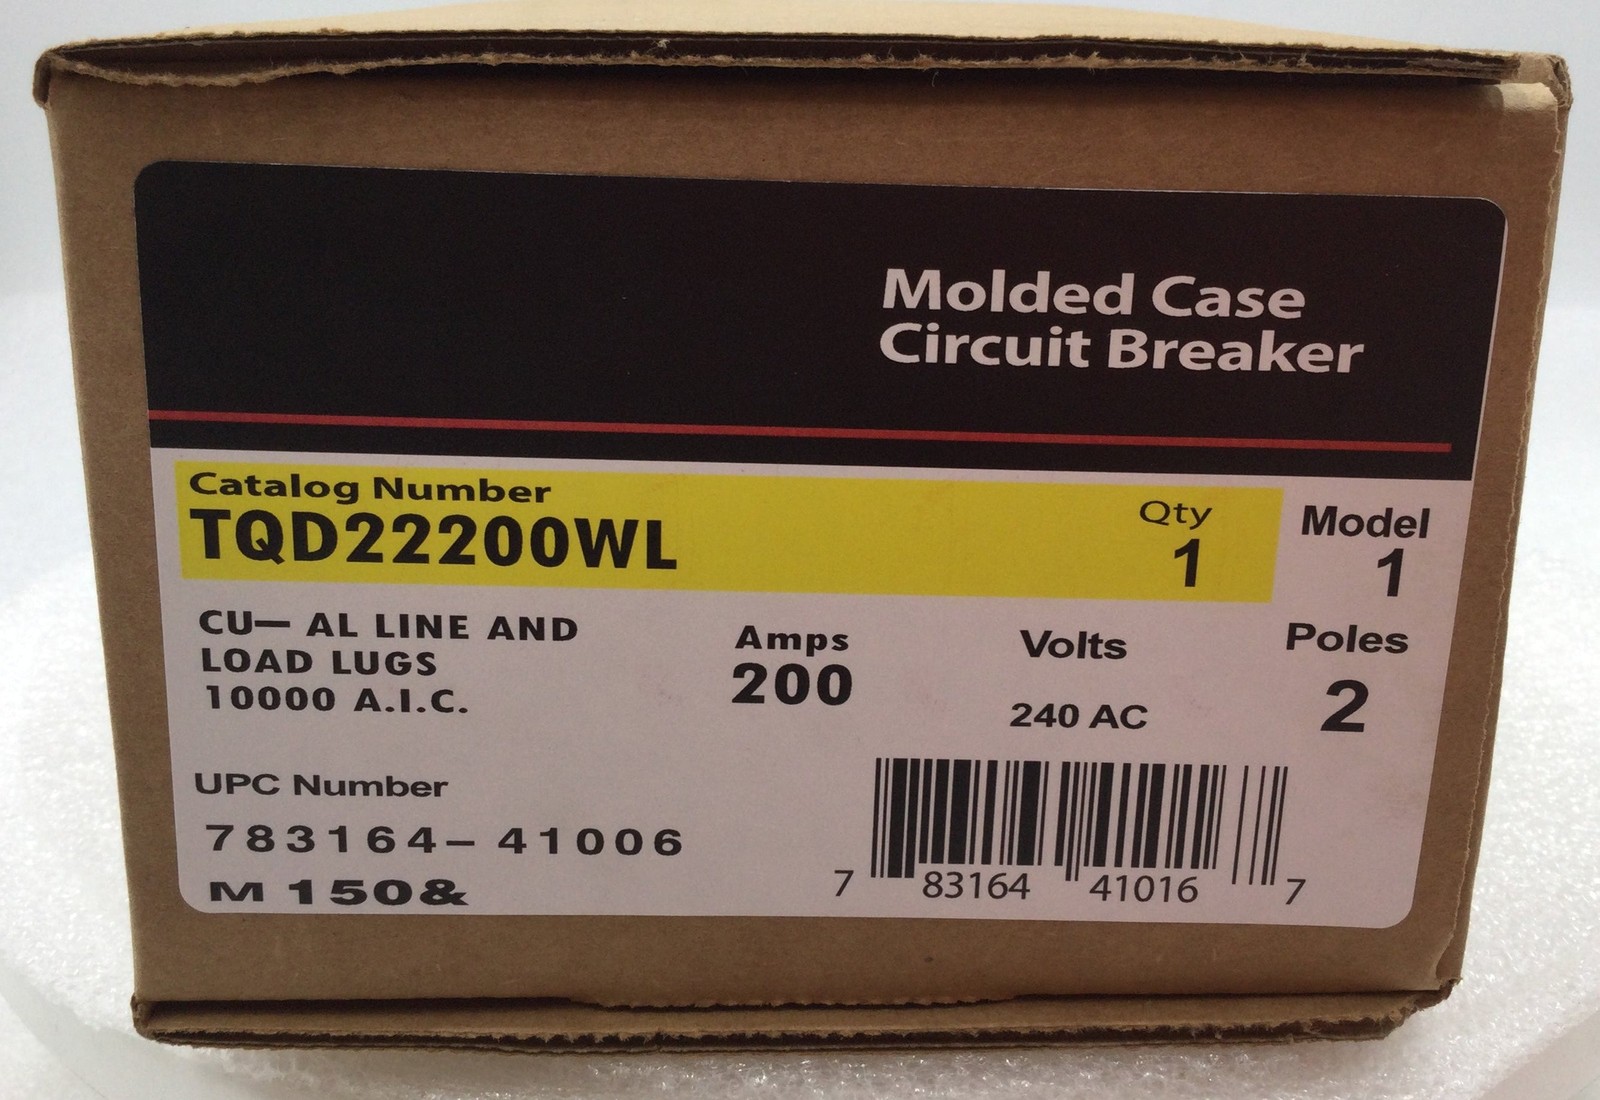 Molded Case
Circuit Breaker
Catalog Number
TQD22200WL
Qty
1
Model
1
CU— AL LINE AND
LOAD LUGS
10000 A.I.C.
Amps
200
Volts
240 AC
Poles
2
UPC Number
783164-41006
M 150&
7 83164 41016 7